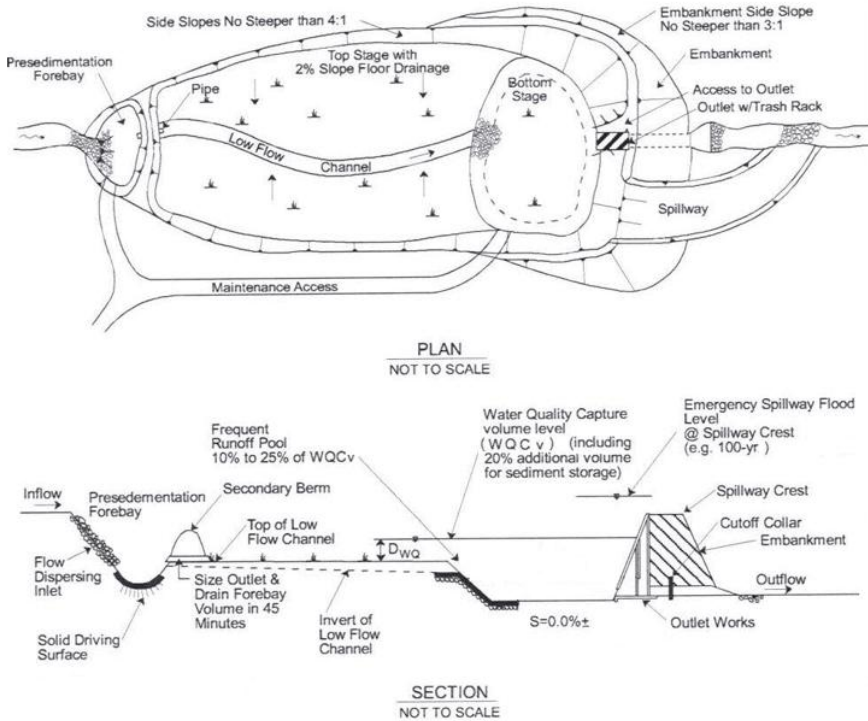 Side Slopes No Steeper than 4:1
Embankment Side Slope
No Steeper than 3:1
Presedimentation
Forebay
Top Stage with
2% Slope Floor Drainage
Embankment
Pipe
Bottom
Stage
Access to Outlet
Outlet w/Trash Rack
Low Flow
Channel
Spillway
Maintenance Access
PLAN
NOT TO SCALE
Frequent
Runoff Pool
10% to 25% of WQCv
Water Quality Capture
volume level
(WQCv) (including
20% additional volume
for sediment storage)
Emergency Spillway Flood
Level
@ Spillway Crest
(e.g. 100-yr )
Inflow
Presedementation
Forebay
Secondary Berm
Spillway Crest
Top of Low
Flow Channel
DWQ
Cutoff Collar
Embankment
Flow
Dispersing
Inlet
Size Outlet &
Drain Forebay
Volume in 45
Minutes
Invert of
Low Flow
Channel
S=0.0%±
Outflow
Outlet Works
Solid Driving
Surface
SECTION
NOT TO SCALE